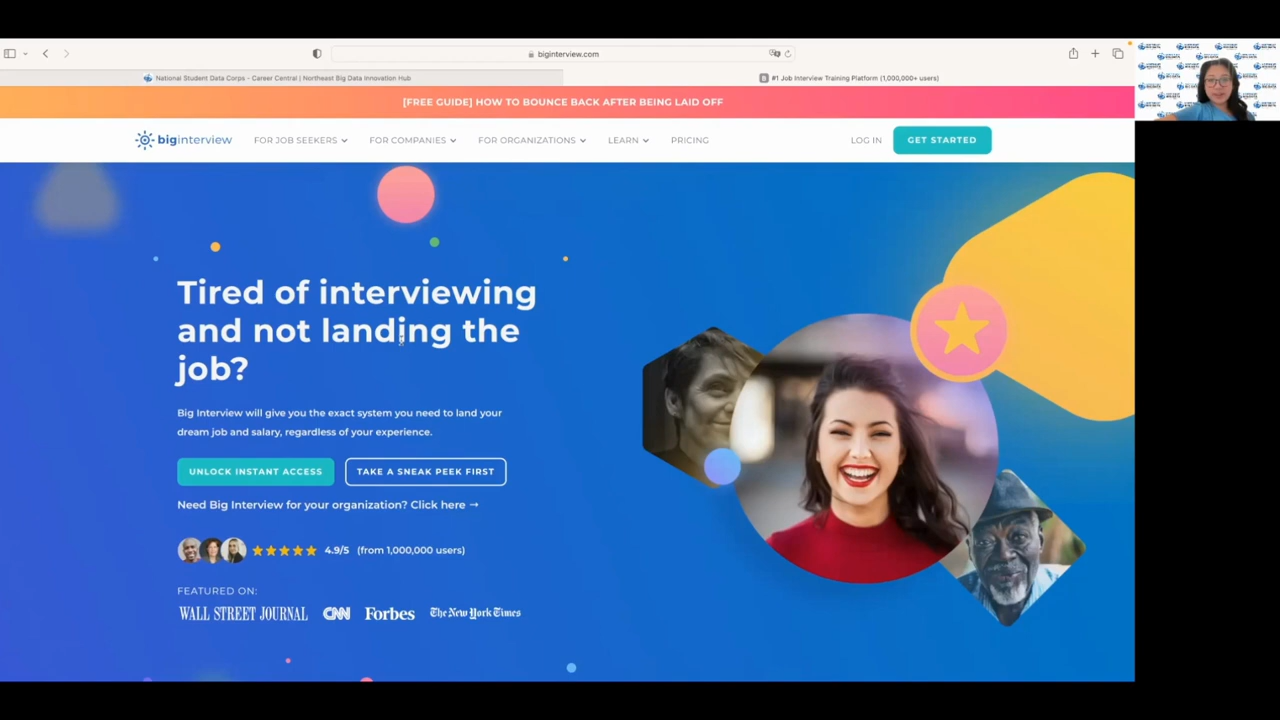 biginterview.com
National Student Data Corps - Career Central | Northeast Big Data Innovation Hub
#1 Job Interview Training Platform (1,000,000+ users)
[FREE GUIDE] HOW TO BOUNCE BACK AFTER BEING LAID OFF
biginterview
FOR JOB SEEKERS
FOR COMPANIES
FOR ORGANIZATIONS
LEARN
PRICING
LOG IN
GET STARTED
Tired of interviewing
and not landing the
job?
Big Interview will give you the exact system you need to land your
dream job and salary, regardless of your experience.
UNLOCK INSTANT ACCESS
TAKE A SNEAK PEEK FIRST
Need Big Interview for your organization? Click here →
4.9/5 (from 1,000,000 users)
FEATURED ON:
WALL STREET JOURNAL
CNN
Forbes
The New York Times